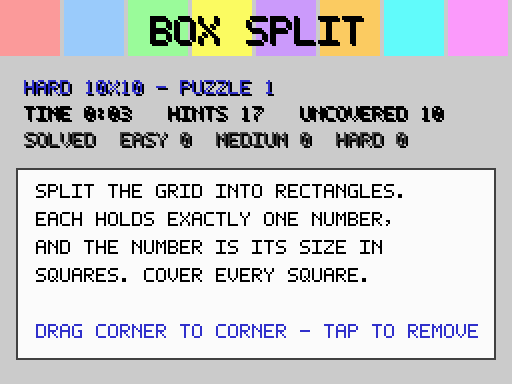 BOX SPLIT
HARD 10X10 - PUZZLE 1
TIME 0:03 HINTS 17 UNCOVERED 10
SOLVED EASY 0 MEDIUM 0 HARD 0
SPLIT THE GRID INTO RECTANGLES.
EACH HOLDS EXACTLY ONE NUMBER,
AND THE NUMBER IS ITS SIZE IN
SQUARES. COVER EVERY SQUARE.
DRAG CORNER TO CORNER - TAP TO REMOVE